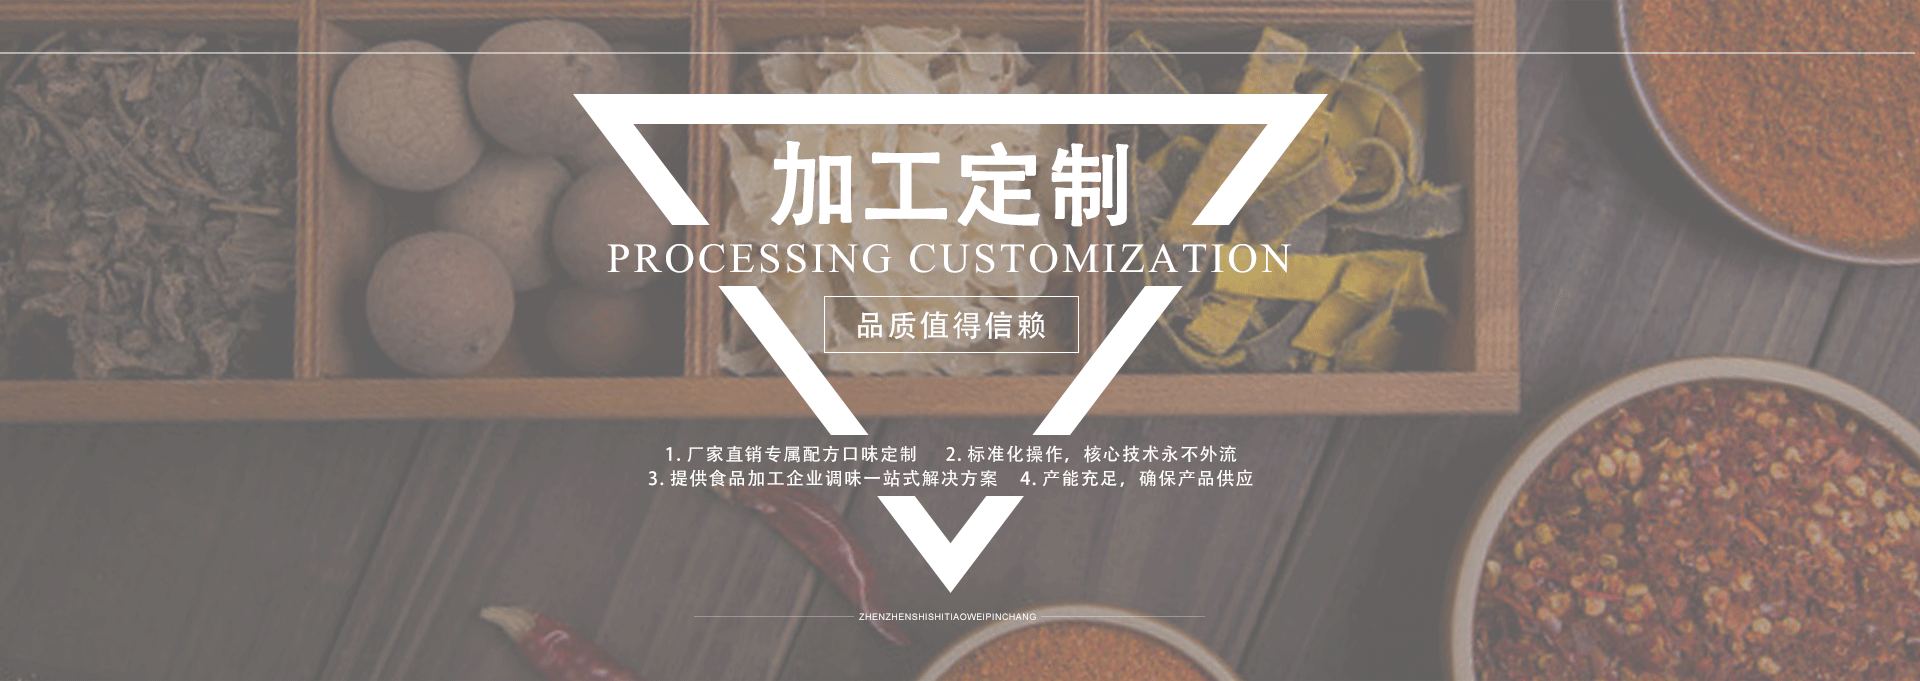 加工定制
PROCESSING CUSTOMIZATION
品质值得信赖
1. 厂家直销专属配方口味定制 2. 标准化操作，核心技术永不外流
3. 提供食品加工企业调味一站式解决方案 4. 产能充足，确保产品供应
ZHENZHENSHISHITIAOWEIPINCHANG